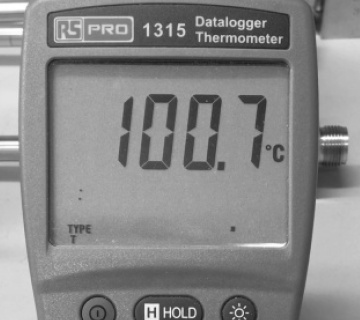 RS PRO 1315 Datalogger
Thermometer
100.7 °C
:
TYPE
T
.
H HOLD